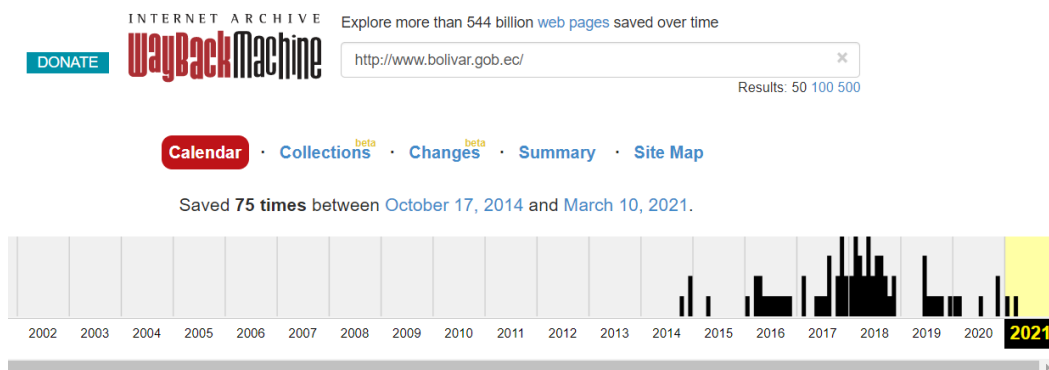 INTERNET ARCHIVE
WayBackMachine
DONATE
Explore more than 544 billion web pages saved over time
http://www.bolivar.gob.ec/ ×
Results: 50 100 500
Calendar · Collections beta · Changes beta · Summary · Site Map
Saved 75 times between October 17, 2014 and March 10, 2021.
2002 2003 2004 2005 2006 2007 2008 2009 2010 2011 2012 2013 2014 2015 2016 2017 2018 2019 2020 2021